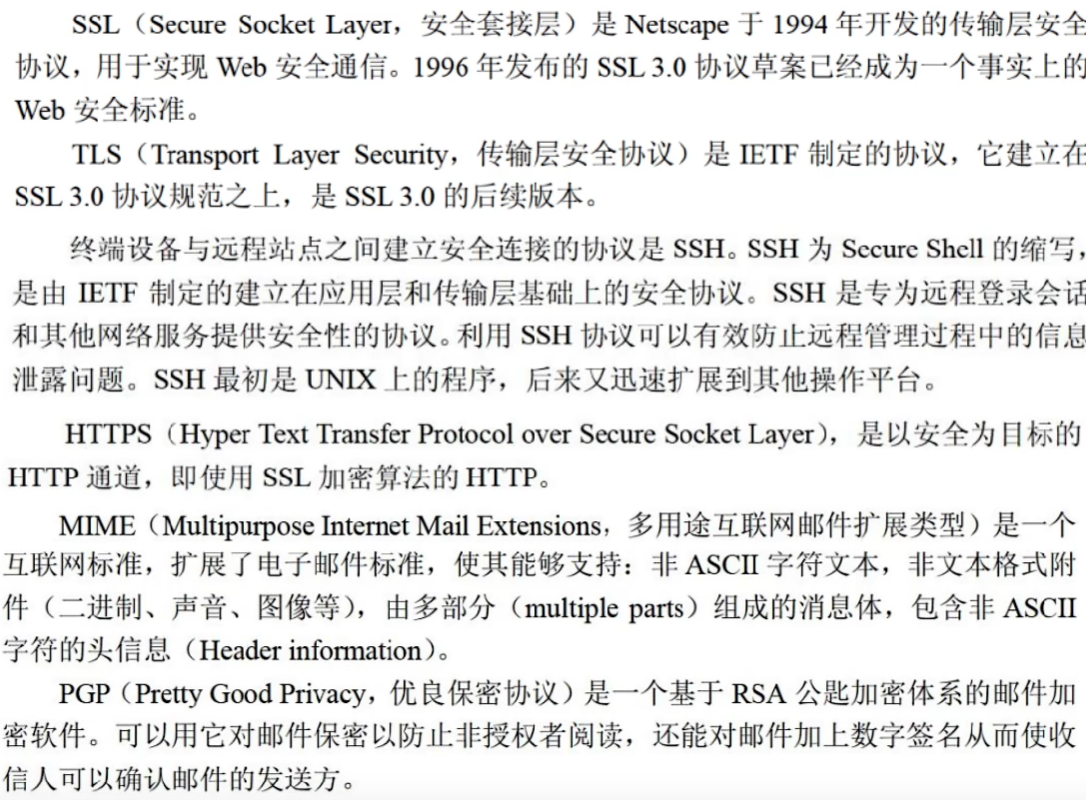 SSL（Secure Socket Layer，安全套接层）是 Netscape 于 1994 年开发的传输层安全
协议，用于实现 Web 安全通信。1996 年发布的 SSL 3.0 协议草案已经成为一个事实上的
Web 安全标准。
TLS（Transport Layer Security，传输层安全协议）是 IETF 制定的协议，它建立在
SSL 3.0 协议规范之上，是 SSL 3.0 的后续版本。
终端设备与远程站点之间建立安全连接的协议是 SSH。SSH 为 Secure Shell 的缩写，
是由 IETF 制定的建立在应用层和传输层基础上的安全协议。SSH 是专为远程登录会话
和其他网络服务提供安全性的协议。利用 SSH 协议可以有效防止远程管理过程中的信息
泄露问题。SSH 最初是 UNIX 上的程序，后来又迅速扩展到其他操作平台。
HTTPS（Hyper Text Transfer Protocol over Secure Socket Layer），是以安全为目标的
HTTP 通道，即使用 SSL 加密算法的 HTTP。
MIME（Multipurpose Internet Mail Extensions，多用途互联网邮件扩展类型）是一个
互联网标准，扩展了电子邮件标准，使其能够支持：非 ASCII 字符文本，非文本格式附
件（二进制、声音、图像等），由多部分（multiple parts）组成的消息体，包含非 ASCII
字符的头信息（Header information）。
PGP（Pretty Good Privacy，优良保密协议）是一个基于 RSA 公匙加密体系的邮件加
密软件。可以用它对邮件保密以防止非授权者阅读，还能对邮件加上数字签名从而使收
信人可以确认邮件的发送方。